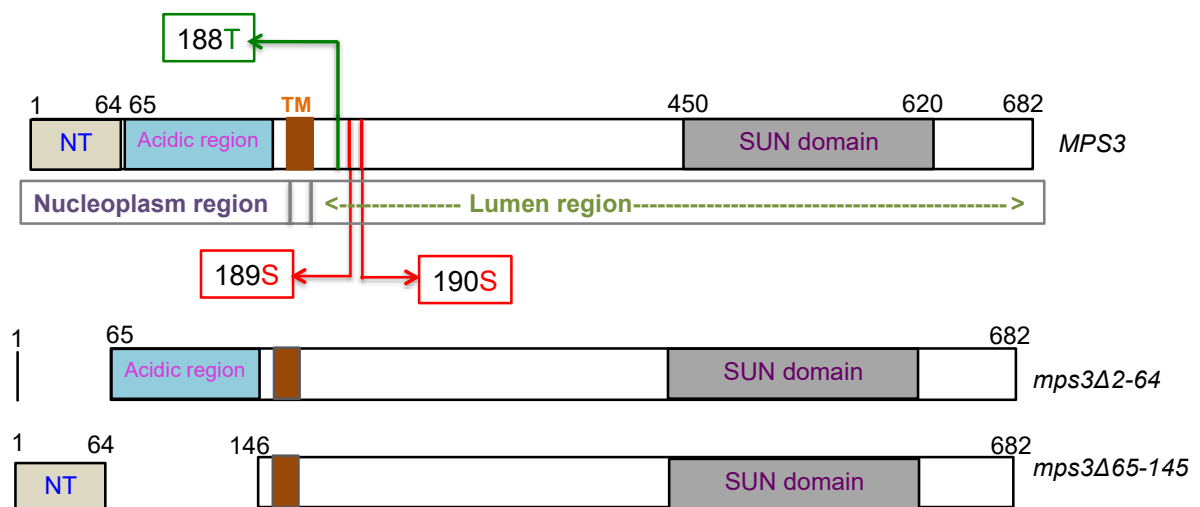 188T
1 64 65 TM 450 620 682
NT Acidic region SUN domain MPS3
Nucleoplasm region <-------------- Lumen region--------------------------------------------- >
189S 190S
1 65 682
Acidic region SUN domain mps3Δ2-64
1 64 146 682
NT SUN domain mps3Δ65-145